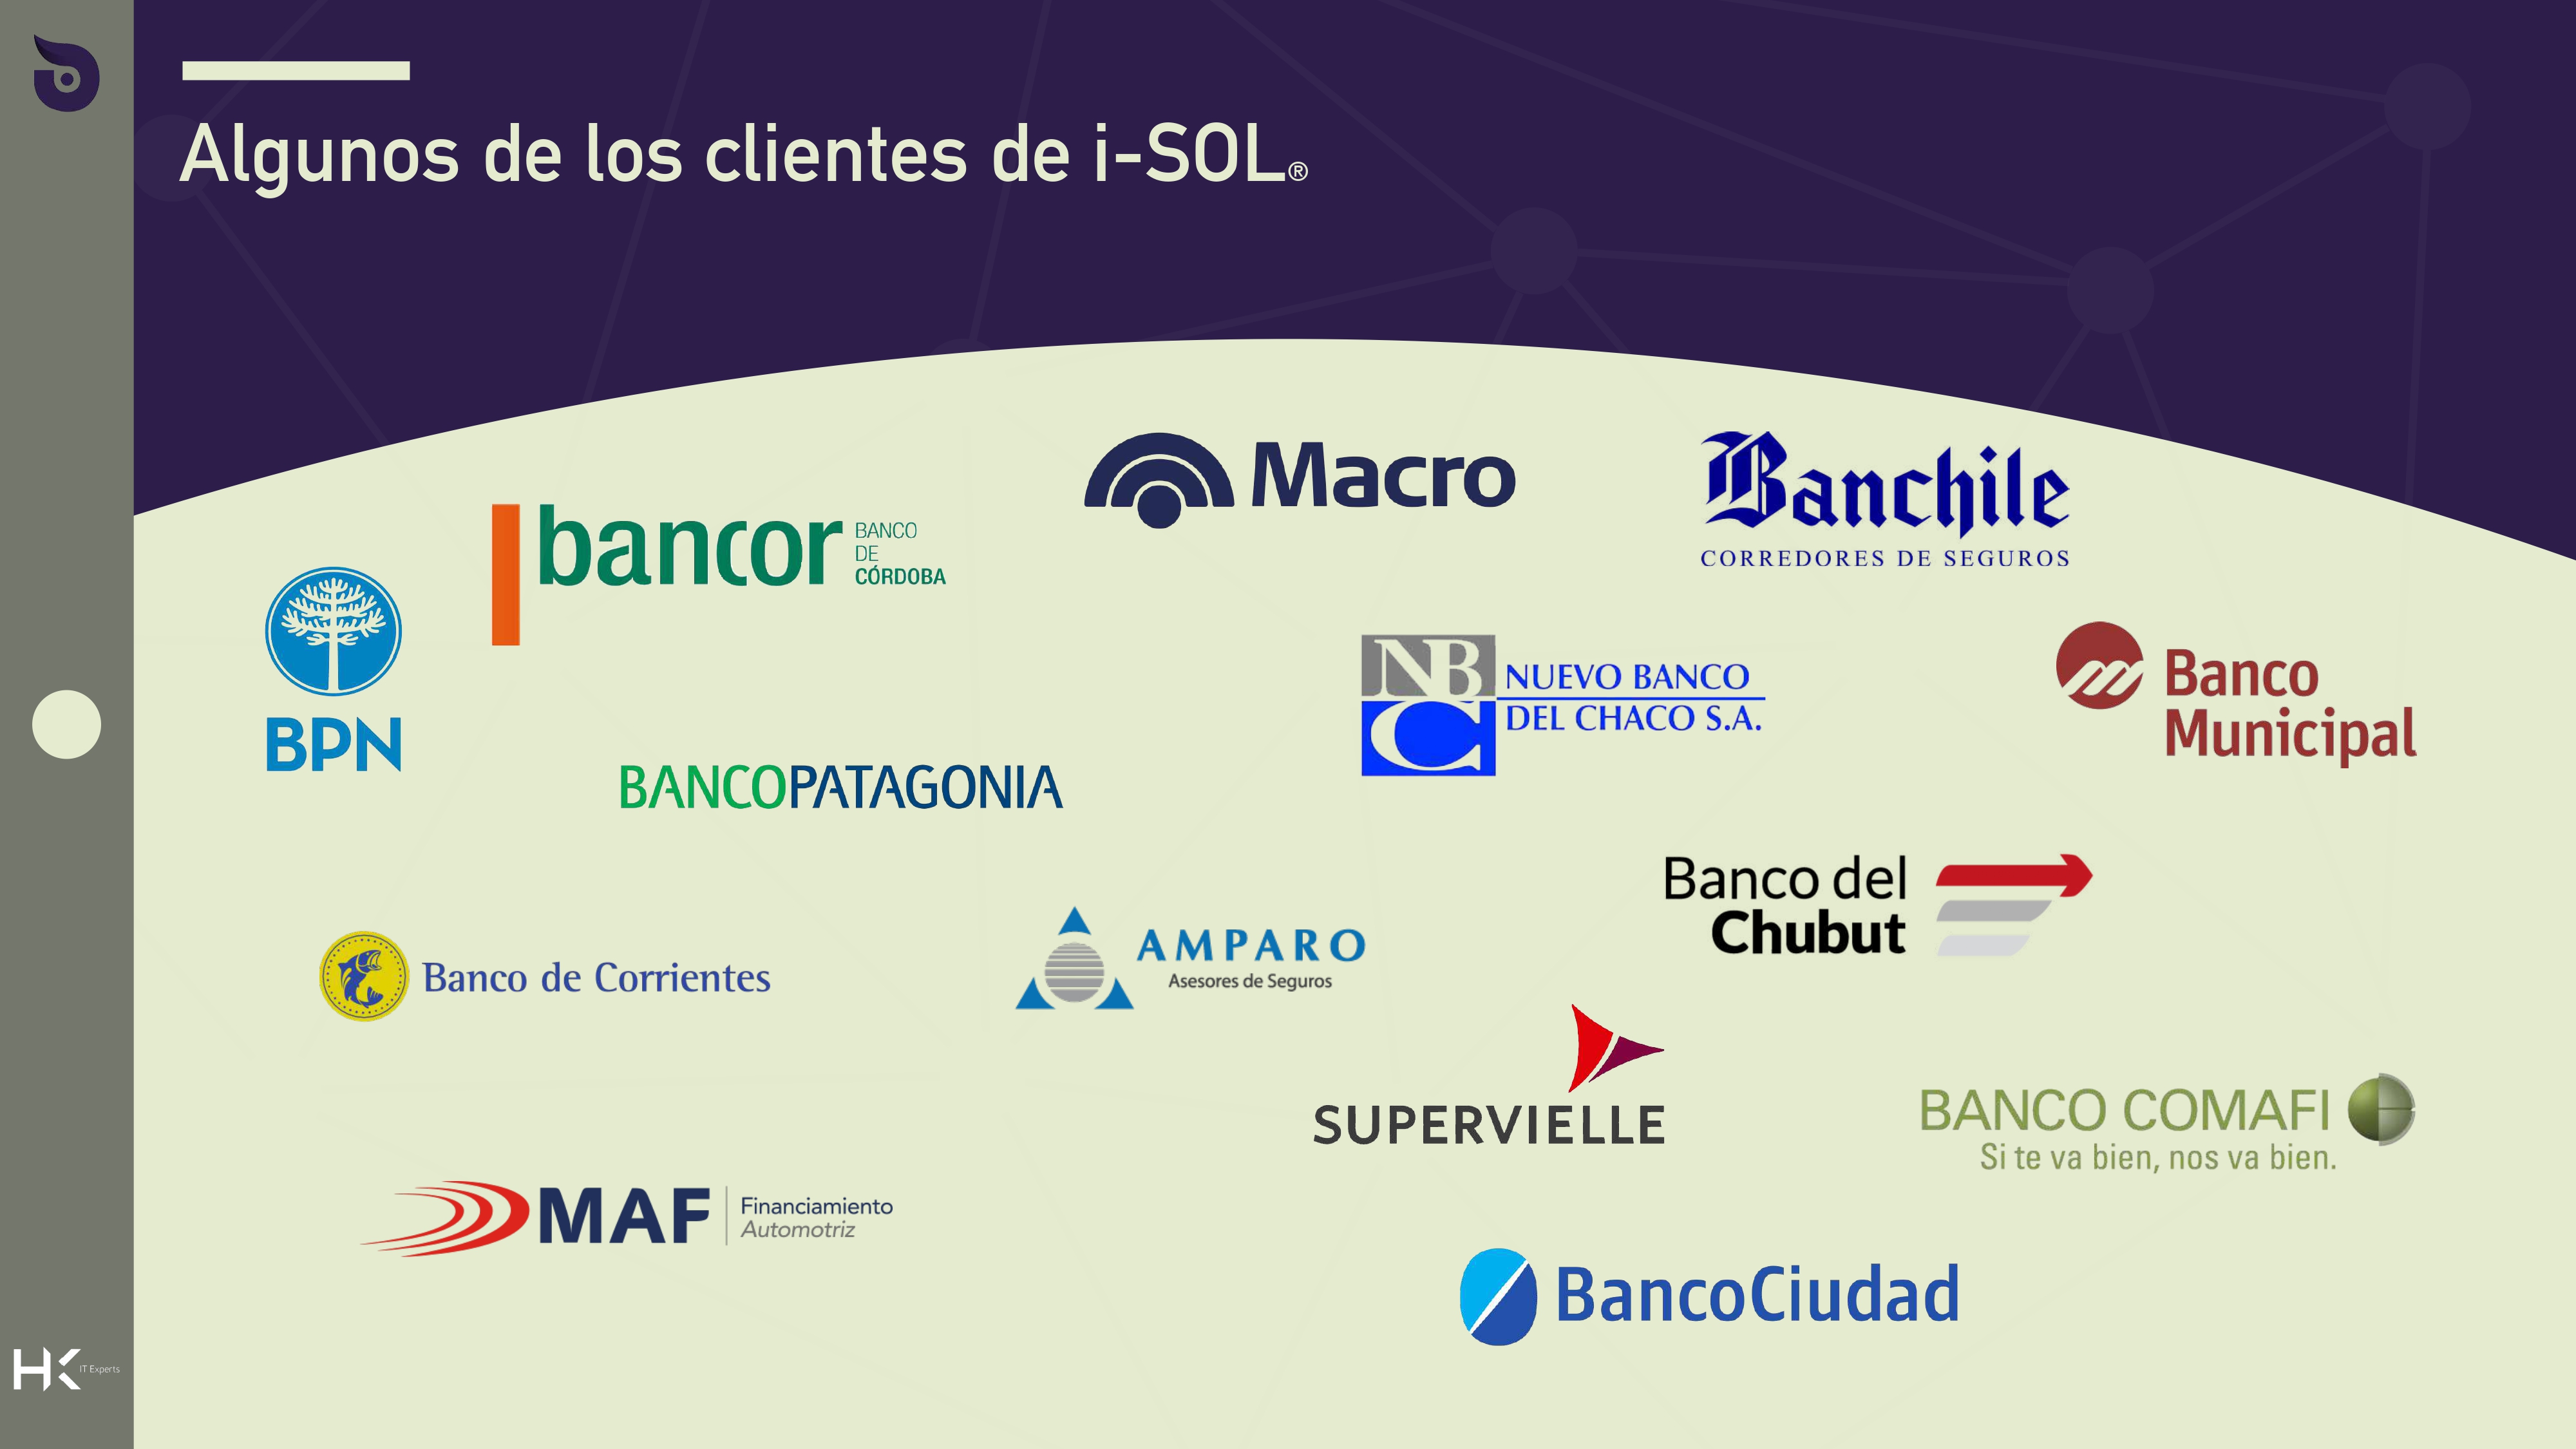 Algunos de los clientes de i-SOL®
Macro
Banchile
CORREDORES DE SEGUROS
bancor
BANCO
DE
CÓRDOBA
BPN
NB
C
NUEVO BANCO
DEL CHACO S.A.
Banco
Municipal
BANCOPATAGONIA
Banco del
Chubut
AMPARO
Asesores de Seguros
Banco de Corrientes
SUPERVIELLE
BANCO COMAFI
Si te va bien, nos va bien.
MAF
Financiamiento
Automotriz
BancoCiudad
HK IT Experts